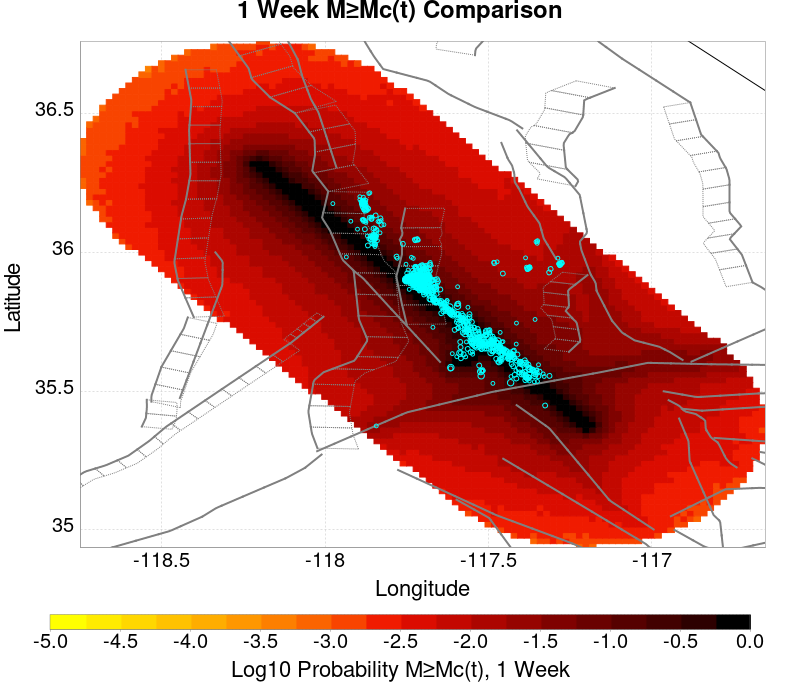 1 Week M≥Mc(t) Comparison
36.5
36
35.5
35
Latitude
-118.5 -118 -117.5 -117
Longitude
-5.0 -4.5 -4.0 -3.5 -3.0 -2.5 -2.0 -1.5 -1.0 -0.5 0.0
Log10 Probability M≥Mc(t), 1 Week